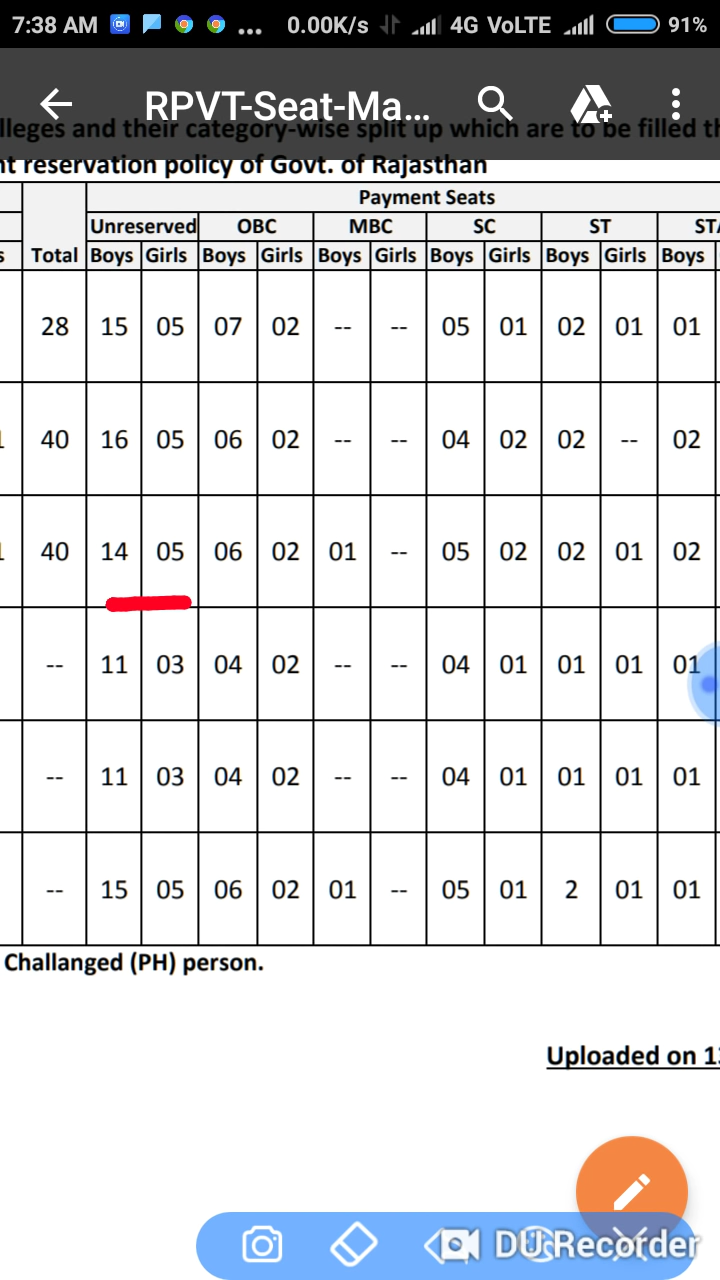 7:38 AM ... 0.00K/s 4G VoLTE 91%
RPVT-Seat-Ma...
lleges and their category-wise split up which are to be filled th
nt reservation policy of Govt. of Rajasthan
Payment Seats
Unreserved OBC MBC SC ST STA
s Total Boys Girls Boys Girls Boys Girls Boys Girls Boys Girls Boys
28 15 05 07 02 -- -- 05 01 02 01 01
1 40 16 05 06 02 -- -- 04 02 02 -- 02
1 40 14 05 06 02 01 -- 05 02 02 01 02
-- 11 03 04 02 -- -- 04 01 01 01 01
-- 11 03 04 02 -- -- 04 01 01 01 01
-- 15 05 06 02 01 -- 05 01 2 01 01
Challanged (PH) person.
Uploaded on 13
DU Recorder